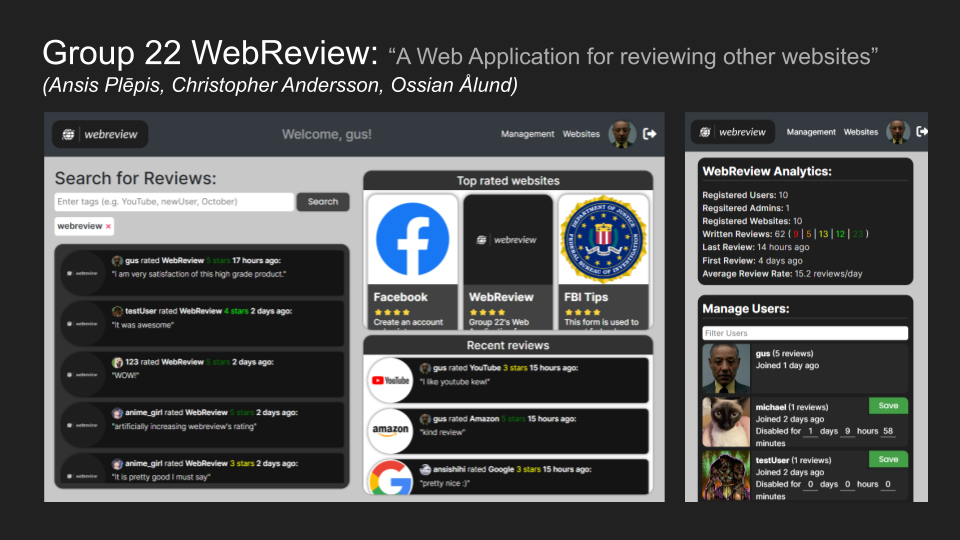 Group 22 WebReview: “A Web Application for reviewing other websites”
(Ansis Plēpis, Christopher Andersson, Ossian Ålund)
webreview
Welcome, gus!
Management Websites
Search for Reviews:
Enter tags (e.g. YouTube, newUser, October)
Search
webreview ×
webreview
gus rated WebReview 5 stars 17 hours ago:
"I am very satisfaction of this high grade product."
webreview
testUser rated WebReview 4 stars 2 days ago:
"it was awesome"
webreview
123 rated WebReview 5 stars 2 days ago:
"WOW!"
webreview
anime_girl rated WebReview 5 stars 2 days ago:
"artificially increasing webreview's rating"
webreview
anime_girl rated WebReview 3 stars 2 days ago:
"it is pretty good I must say"
Top rated websites
Facebook
Create an account
webreview
WebReview
Group 22's Web
DEPARTMENT OF JUSTICE
FEDERAL BUREAU OF INVESTIGATION
FBI Tips
This form is used to
Recent reviews
YouTube
gus rated YouTube 3 stars 15 hours ago:
"I like youtube kewl"
amazon
gus rated Amazon 5 stars 15 hours ago:
"kind review"
ansishihi rated Google 3 stars 15 hours ago:
"pretty nice :)"
webreview
Management Websites
WebReview Analytics:
Registered Users: 10
Regsitered Admins: 1
Registered Websites: 10
Written Reviews: 62 ( 9 | 5 | 13 | 12 | 23 )
Last Review: 14 hours ago
First Review: 4 days ago
Average Review Rate: 15.2 reviews/day
Manage Users:
Filter Users
gus (5 reviews)
Joined 1 day ago
michael (1 reviews)
Save
Joined 2 days ago
Disabled for 1 days 9 hours 58
minutes
testUser (1 reviews)
Save
Joined 2 days ago
Disabled for 0 days 0 hours 0
minutes